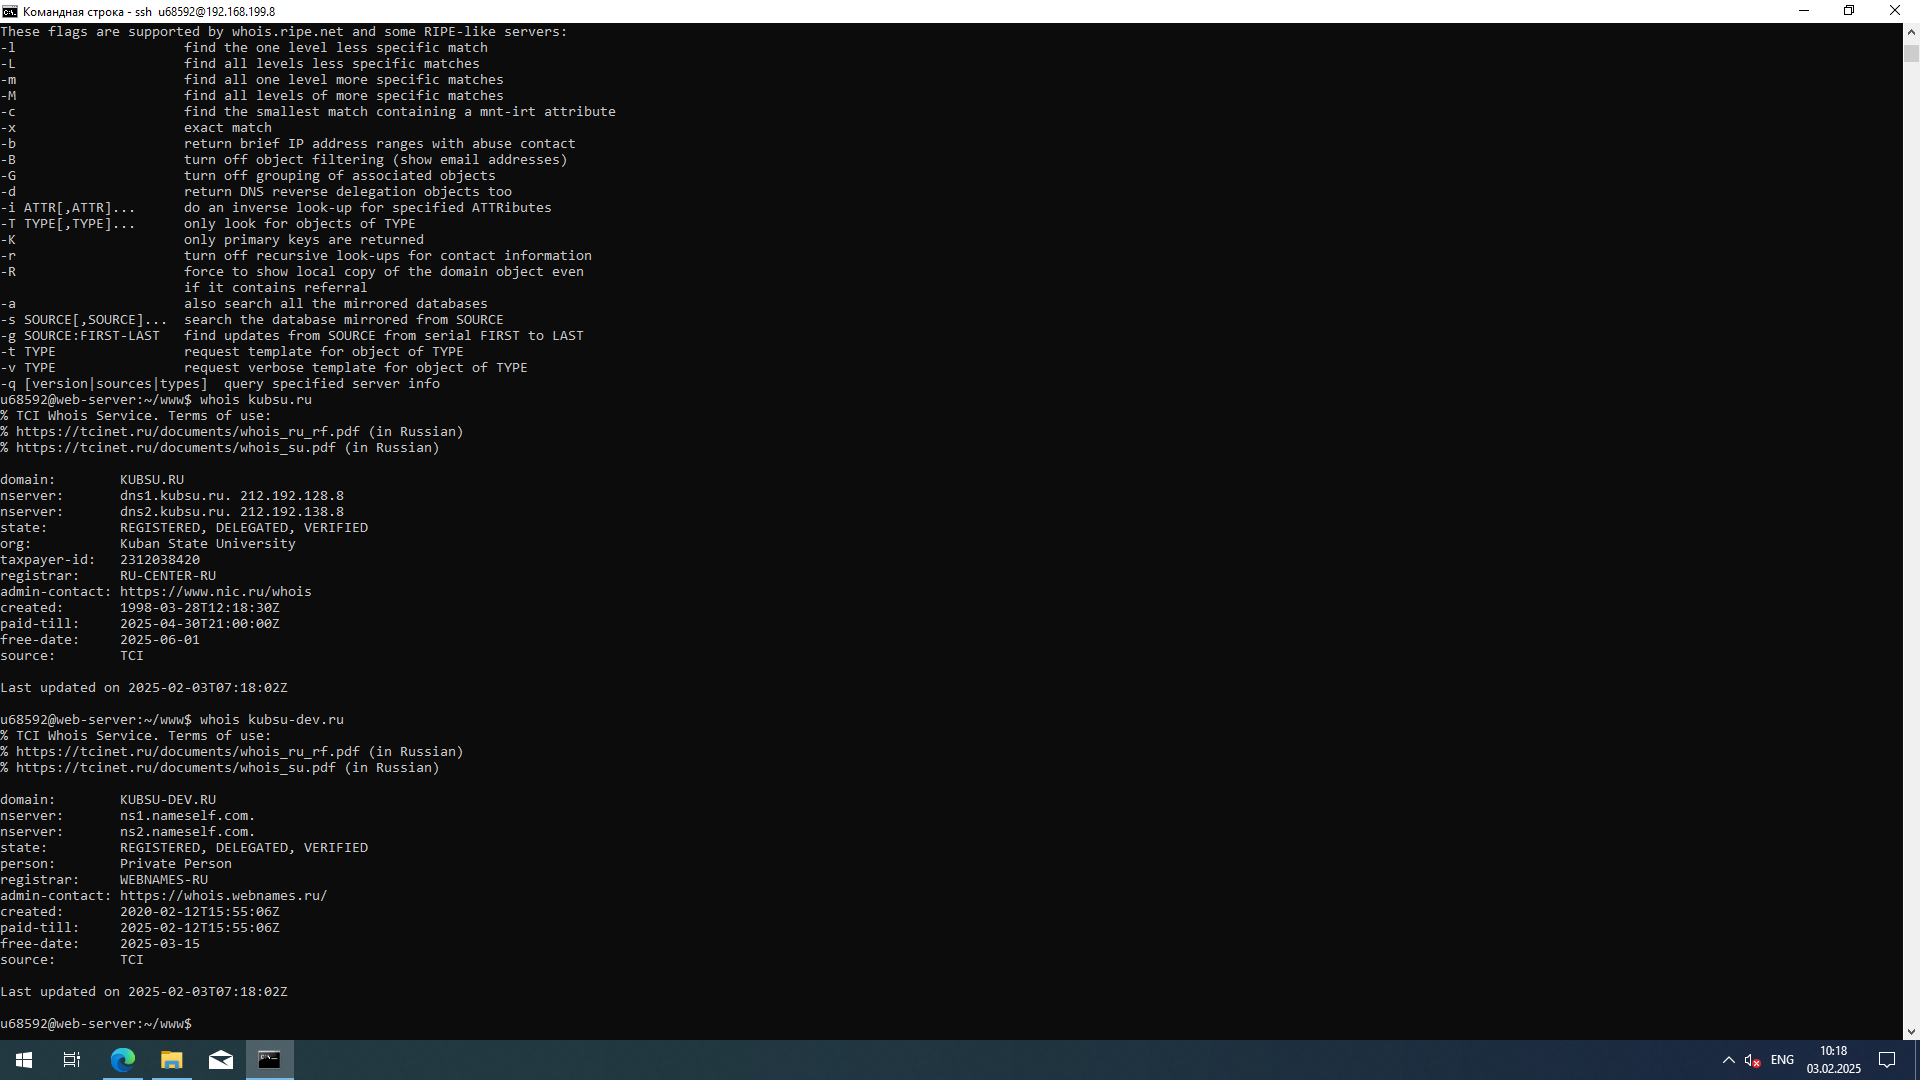 Командная строка - ssh  u68592@192.168.199.8
These flags are supported by whois.ripe.net and some RIPE-like servers:
-l                     find the one level less specific match
-L                     find all levels less specific matches
-m                     find all one level more specific matches
-M                     find all levels of more specific matches
-c                     find the smallest match containing a mnt-irt attribute
-x                     exact match
-b                     return brief IP address ranges with abuse contact
-B                     turn off object filtering (show email addresses)
-G                     turn off grouping of associated objects
-d                     return DNS reverse delegation objects too
-i ATTR[,ATTR]...      do an inverse look-up for specified ATTRibutes
-T TYPE[,TYPE]...      only look for objects of TYPE
-K                     only primary keys are returned
-r                     turn off recursive look-ups for contact information
-R                     force to show local copy of the domain object even
                       if it contains referral
-a                     also search all the mirrored databases
-s SOURCE[,SOURCE]...  search the database mirrored from SOURCE
-g SOURCE:FIRST-LAST   find updates from SOURCE from serial FIRST to LAST
-t TYPE                request template for object of TYPE
-v TYPE                request verbose template for object of TYPE
-q [version|sources|types]  query specified server info
u68592@web-server:~/www$ whois kubsu.ru
% TCI Whois Service. Terms of use:
% https://tcinet.ru/documents/whois_ru_rf.pdf (in Russian)
% https://tcinet.ru/documents/whois_su.pdf (in Russian)

domain:        KUBSU.RU
nserver:       dns1.kubsu.ru. 212.192.128.8
nserver:       dns2.kubsu.ru. 212.192.138.8
state:         REGISTERED, DELEGATED, VERIFIED
org:           Kuban State University
taxpayer-id:   2312038420
registrar:     RU-CENTER-RU
admin-contact: https://www.nic.ru/whois
created:       1998-03-28T12:18:30Z
paid-till:     2025-04-30T21:00:00Z
free-date:     2025-06-01
source:        TCI

Last updated on 2025-02-03T07:18:02Z

u68592@web-server:~/www$ whois kubsu-dev.ru
% TCI Whois Service. Terms of use:
% https://tcinet.ru/documents/whois_ru_rf.pdf (in Russian)
% https://tcinet.ru/documents/whois_su.pdf (in Russian)

domain:        KUBSU-DEV.RU
nserver:       ns1.nameself.com.
nserver:       ns2.nameself.com.
state:         REGISTERED, DELEGATED, VERIFIED
person:        Private Person
registrar:     WEBNAMES-RU
admin-contact: https://whois.webnames.ru/
created:       2020-02-12T15:55:06Z
paid-till:     2025-02-12T15:55:06Z
free-date:     2025-03-15
source:        TCI

Last updated on 2025-02-03T07:18:02Z

u68592@web-server:~/www$
ENG
10:18
03.02.2025